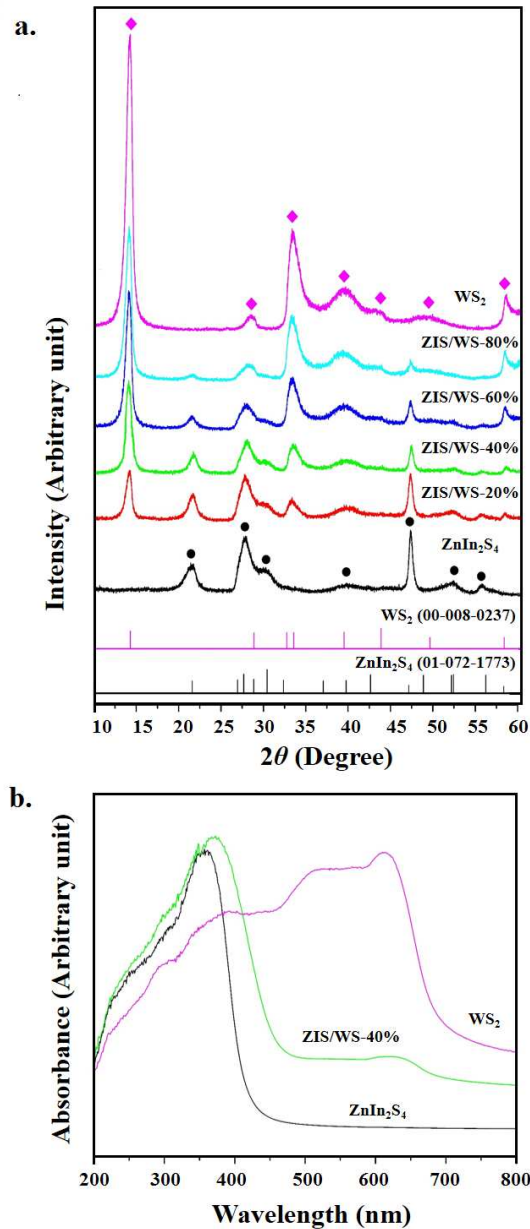 a.
Intensity (Arbitrary unit)
WS₂
ZIS/WS-80%
ZIS/WS-60%
ZIS/WS-40%
ZIS/WS-20%
ZnIn₂S₄
WS₂ (00-008-0237)
ZnIn₂S₄ (01-072-1773)
10 15 20 25 30 35 40 45 50 55 60
2θ (Degree)
b.
Absorbance (Arbitrary unit)
WS₂
ZIS/WS-40%
ZnIn₂S₄
200 300 400 500 600 700 800
Wavelength (nm)